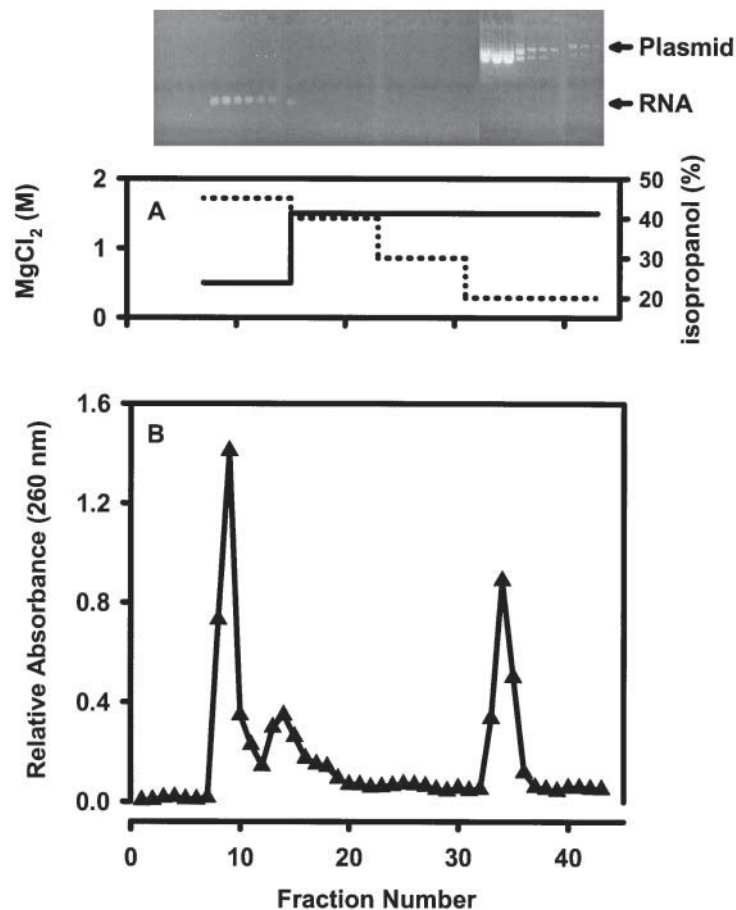 Plasmid
RNA
A
MgCl₂ (M)
2
1
0
isopropanol (%)
50
40
30
20
B
Relative Absorbance (260 nm)
1.6
1.2
0.8
0.4
0.0
0 10 20 30 40
Fraction Number